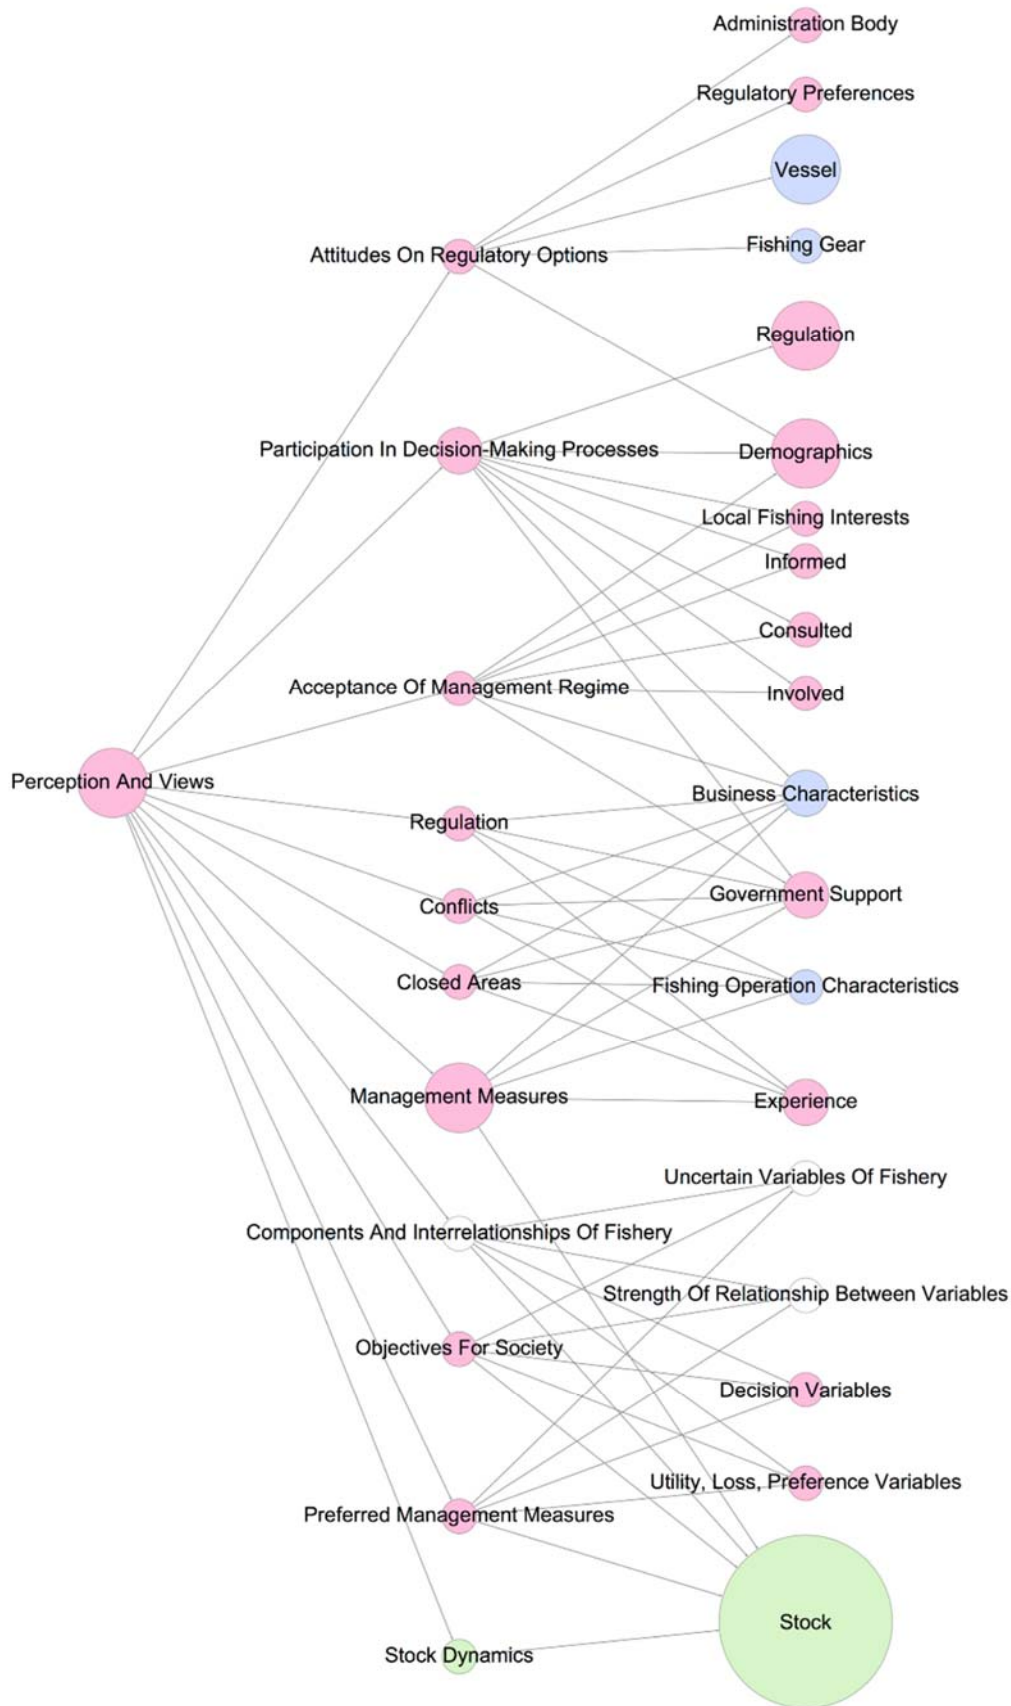 Administration Body
Regulatory Preferences
Vessel
Fishing Gear
Attitudes On Regulatory Options
Regulation
Participation In Decision-Making Processes
Demographics
Local Fishing Interests
Informed
Consulted
Acceptance Of Management Regime
Involved
Perception And Views
Business Characteristics
Regulation
Government Support
Conflicts
Closed Areas
Fishing Operation Characteristics
Management Measures
Experience
Uncertain Variables Of Fishery
Components And Interrelationships Of Fishery
Strength Of Relationship Between Variables
Objectives For Society
Decision Variables
Utility, Loss, Preference Variables
Preferred Management Measures
Stock
Stock Dynamics